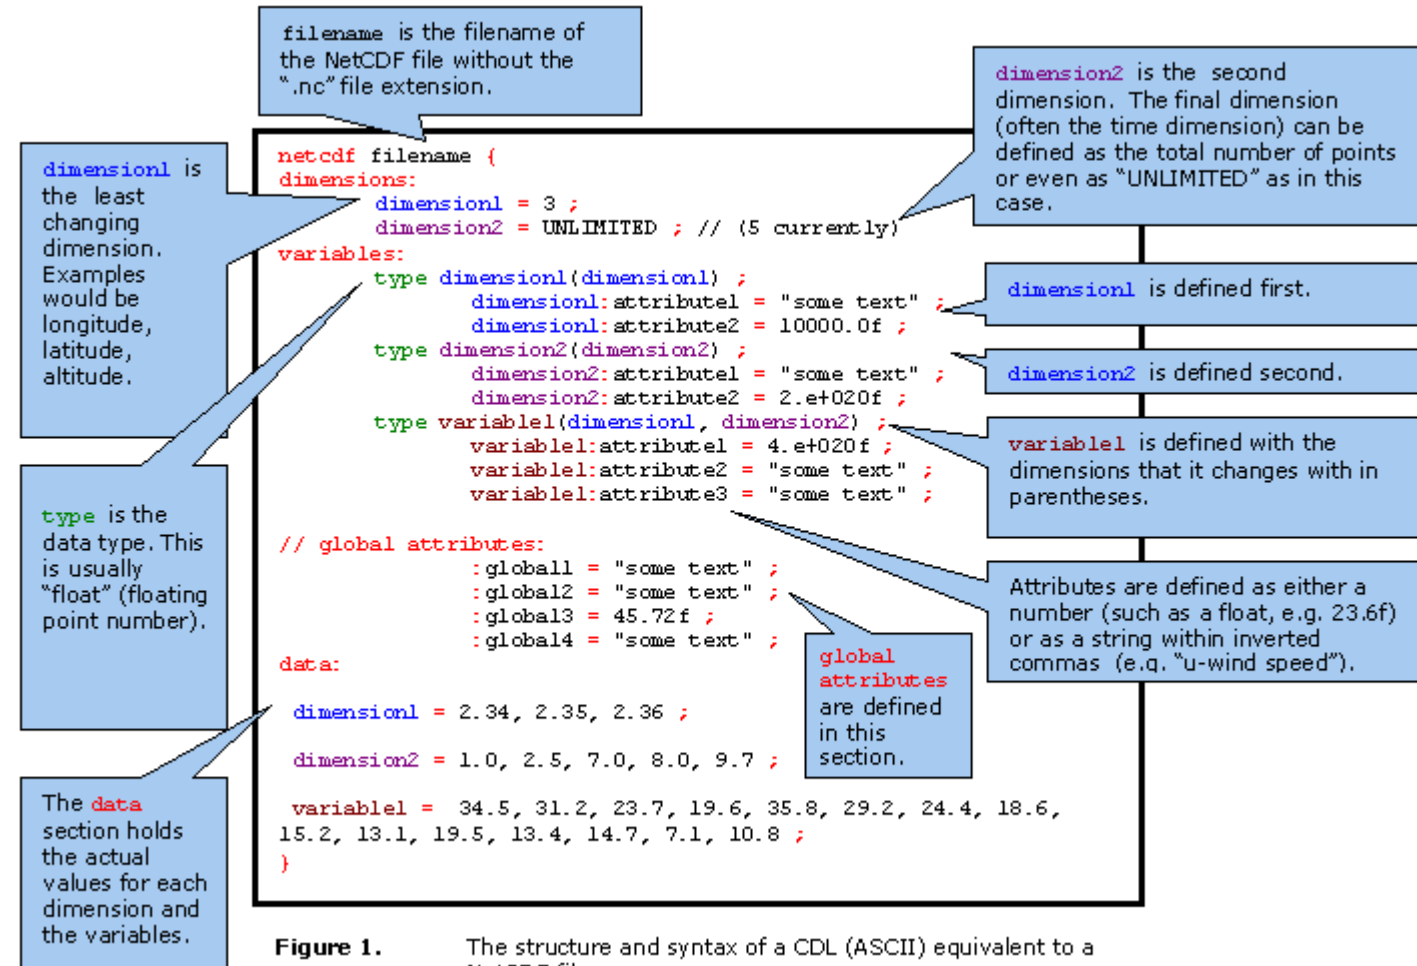 filename is the filename of
the NetCDF file without the
“.nc” file extension.
dimension2 is the second
dimension. The final dimension
(often the time dimension) can be
defined as the total number of points
or even as “UNLIMITED” as in this
case.
dimension1 is
the least
changing
dimension.
Examples
would be
longitude,
latitude,
altitude.
netcdf filename {
dimensions:
dimension1 = 3 ;
dimension2 = UNLIMITED ; // (5 currently)
variables:
type dimension1(dimension1) ;
dimension1:attribute1 = "some text" ;
dimension1:attribute2 = 10000.0f ;
type dimension2(dimension2) ;
dimension2:attribute1 = "some text" ;
dimension2:attribute2 = 2.e+020f ;
type variable1(dimension1, dimension2) ;
variable1:attribute1 = 4.e+020f ;
variable1:attribute2 = "some text" ;
variable1:attribute3 = "some text" ;
// global attributes:
:global1 = "some text" ;
:global2 = "some text" ;
:global3 = 45.72f ;
:global4 = "some text" ;
data:
dimension1 = 2.34, 2.35, 2.36 ;
dimension2 = 1.0, 2.5, 7.0, 8.0, 9.7 ;
variable1 = 34.5, 31.2, 23.7, 19.6, 35.8, 29.2, 24.4, 18.6,
15.2, 13.1, 19.5, 13.4, 14.7, 7.1, 10.8 ;
}
dimension1 is defined first.
dimension2 is defined second.
variable1 is defined with the
dimensions that it changes with in
parentheses.
Attributes are defined as either a
number (such as a float, e.g. 23.6f)
or as a string within inverted
commas (e.g. “u-wind speed”).
global
attributes
are defined
in this
section.
type is the
data type. This
is usually
“float” (floating
point number).
The data
section holds
the actual
values for each
dimension and
the variables.
Figure 1. The structure and syntax of a CDL (ASCII) equivalent to a